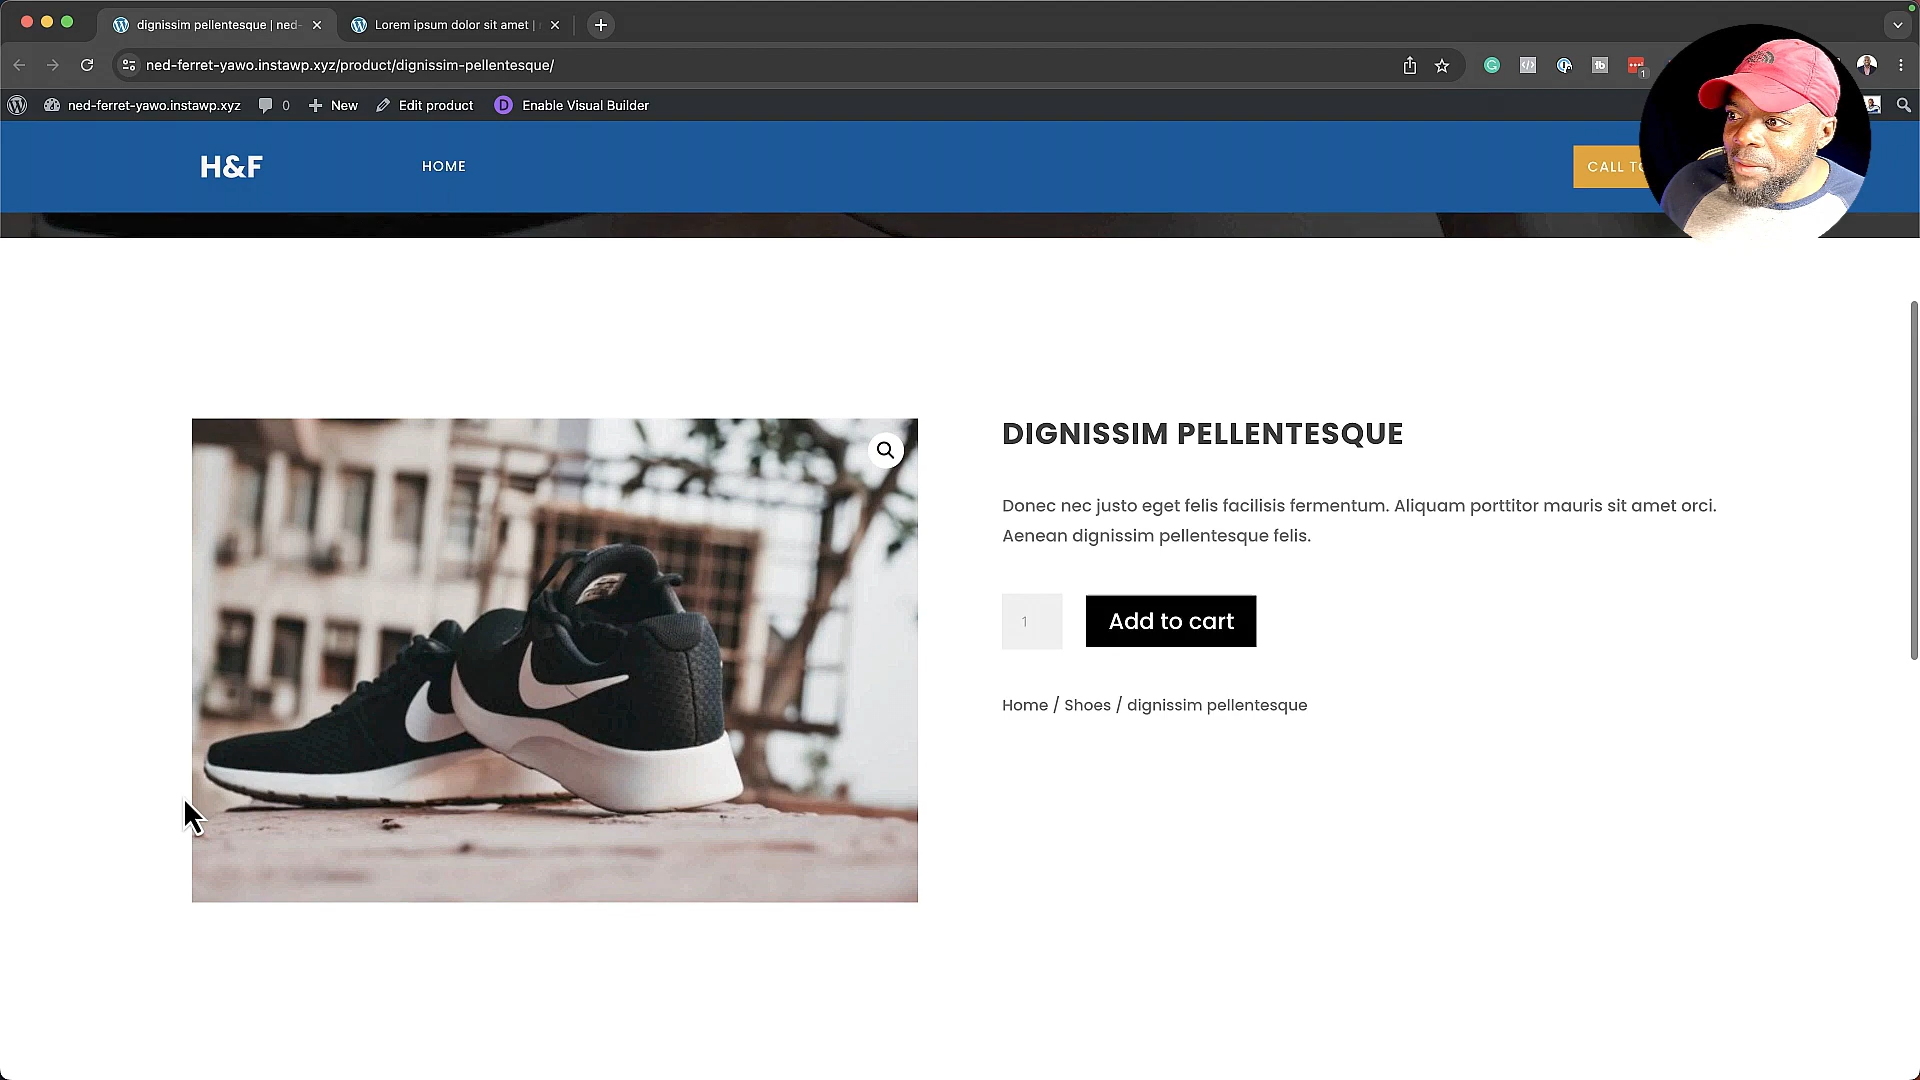 dignissim pellentesque | ned-
Lorem ipsum dolor sit amet |
ned-ferret-yawo.instawp.xyz/product/dignissim-pellentesque/
1
ned-ferret-yawo.instawp.xyz
0
New
Edit product
D
Enable Visual Builder
H&F
HOME
CALL TO
DIGNISSIM PELLENTESQUE
Donec nec justo eget felis facilisis fermentum. Aliquam porttitor mauris sit amet orci.
Aenean dignissim pellentesque felis.
1
Add to cart
Home / Shoes / dignissim pellentesque